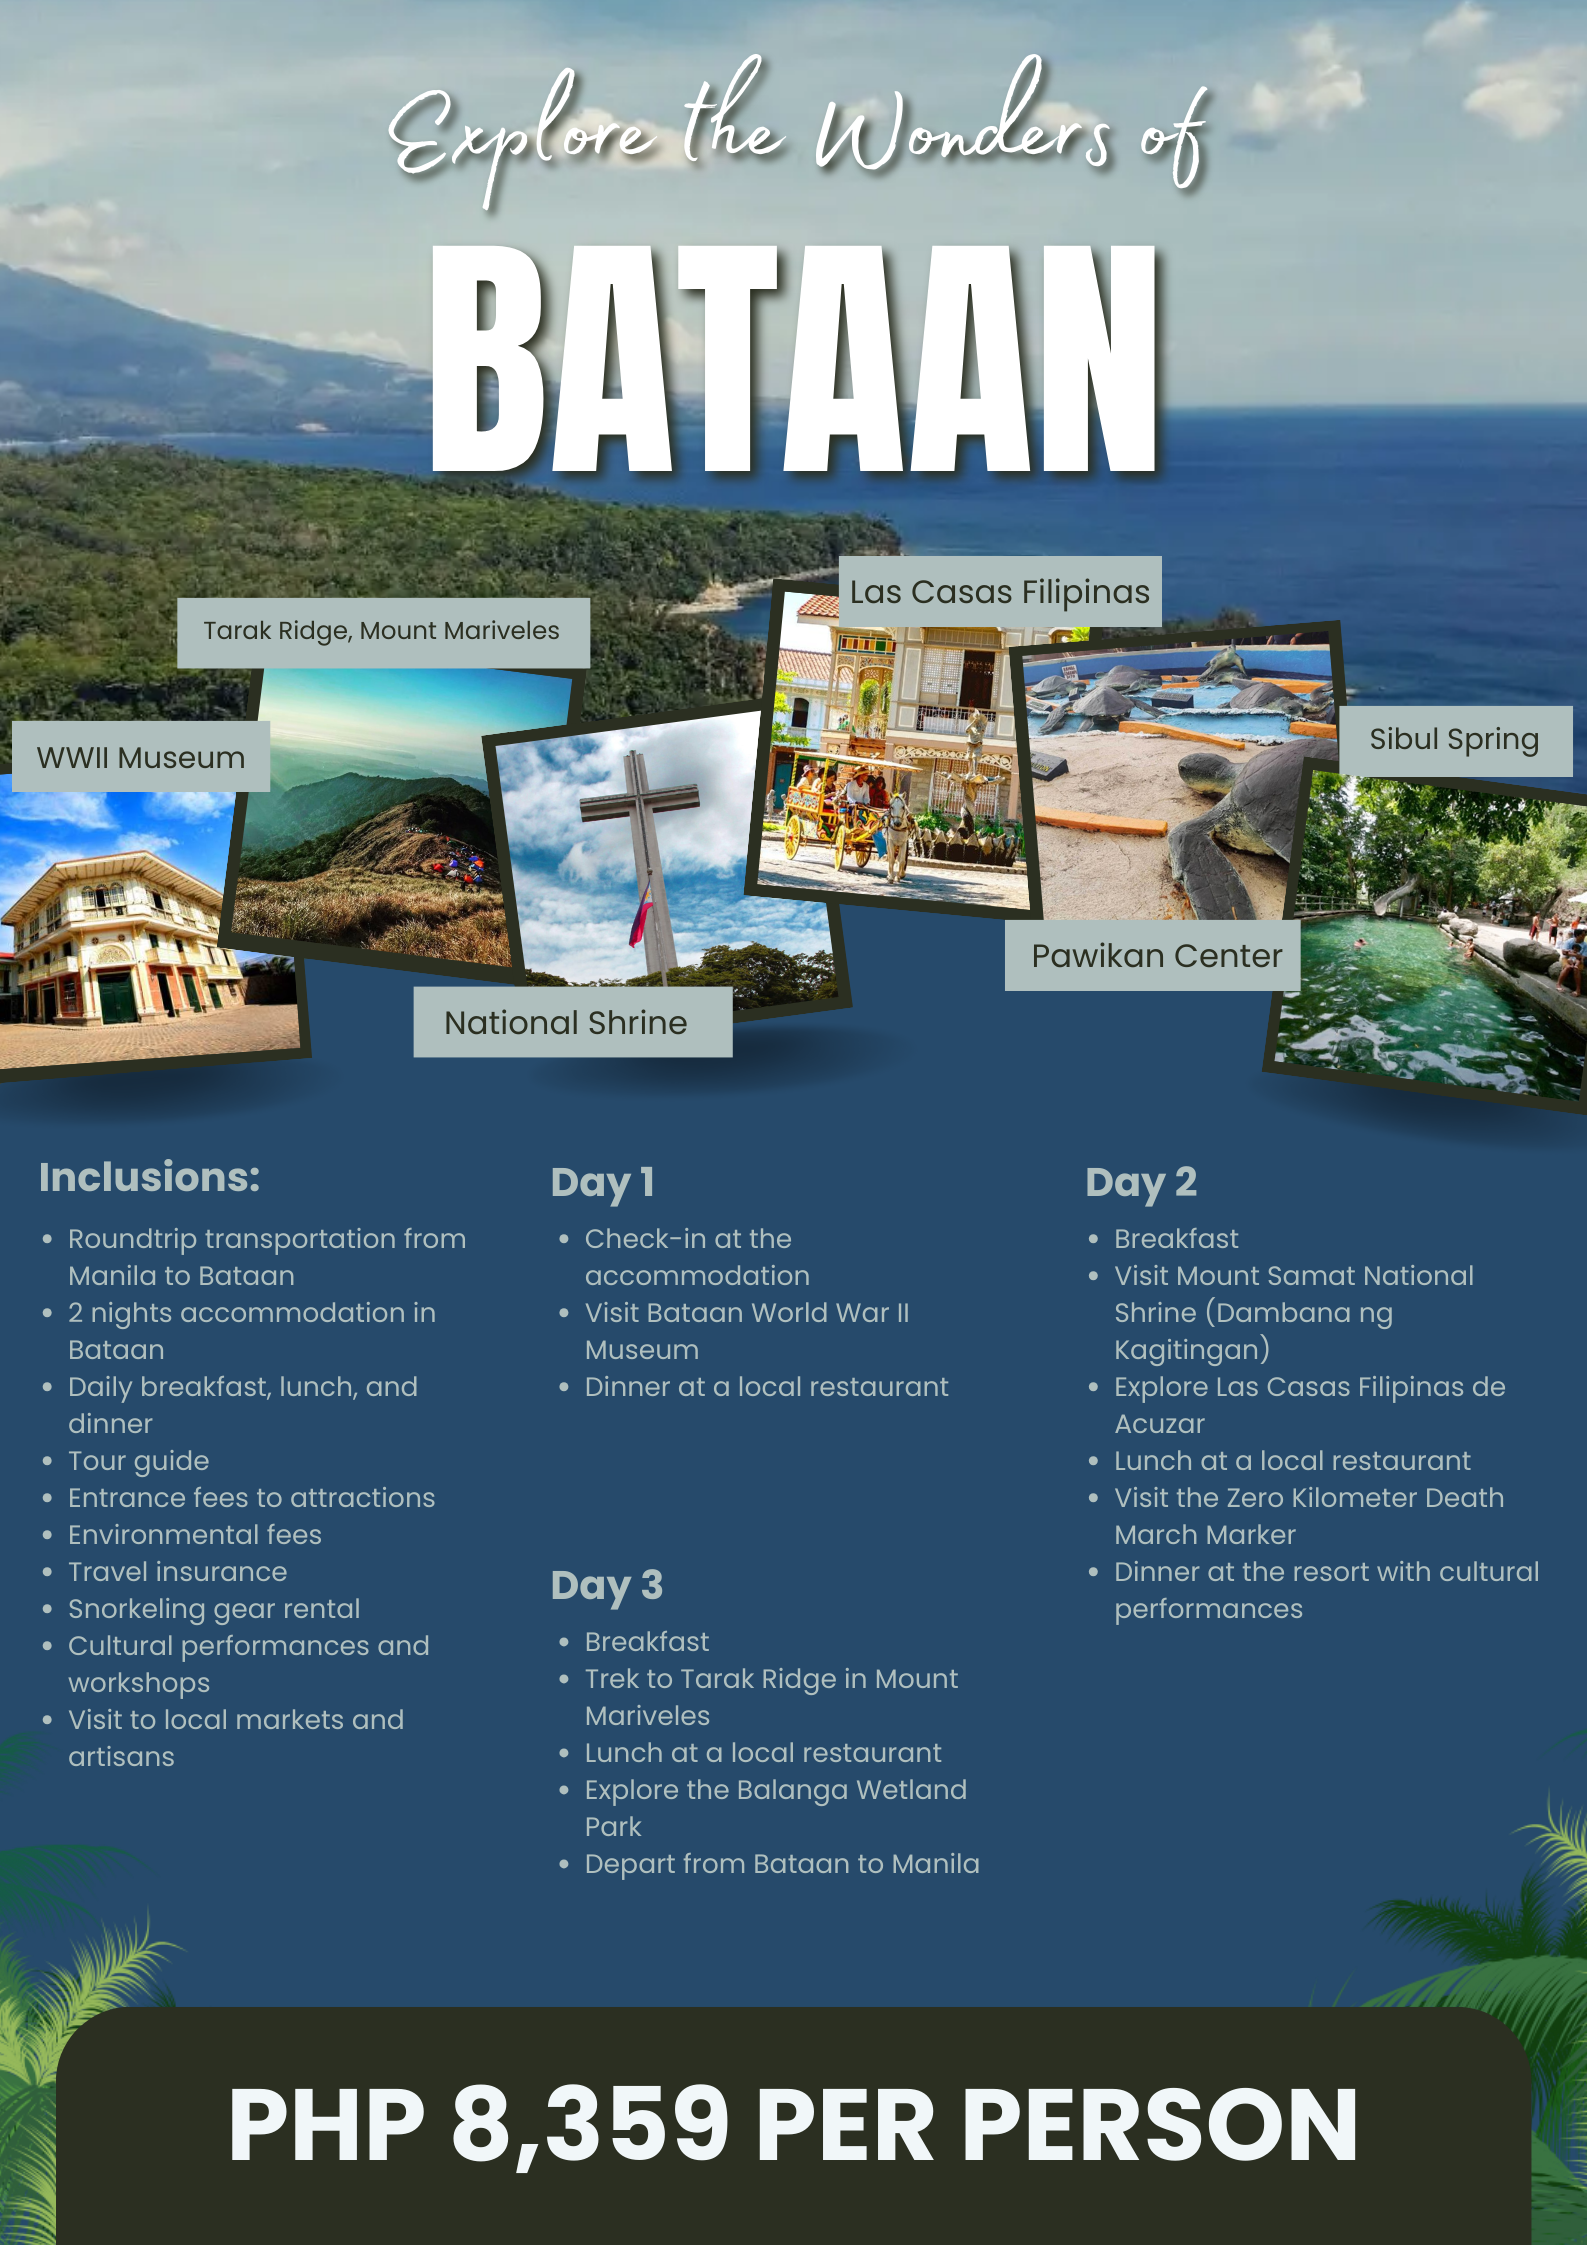 Explore the Wonders of
BATAAN
Las Casas Filipinas
Tarak Ridge, Mount Mariveles
Sibul Spring
WWII Museum
Pawikan Center
National Shrine
Inclusions:
• Roundtrip transportation from
Manila to Bataan
• 2 nights accommodation in
Bataan
• Daily breakfast, lunch, and
dinner
• Tour guide
• Entrance fees to attractions
• Environmental fees
• Travel insurance
• Snorkeling gear rental
• Cultural performances and
workshops
• Visit to local markets and
artisans
Day 1
• Check-in at the
accommodation
• Visit Bataan World War II
Museum
• Dinner at a local restaurant
Day 2
• Breakfast
• Visit Mount Samat National
Shrine (Dambana ng
Kagitingan)
• Explore Las Casas Filipinas de
Acuzar
• Lunch at a local restaurant
• Visit the Zero Kilometer Death
March Marker
• Dinner at the resort with cultural
performances
Day 3
• Breakfast
• Trek to Tarak Ridge in Mount
Mariveles
• Lunch at a local restaurant
• Explore the Balanga Wetland
Park
• Depart from Bataan to Manila
PHP 8,359 PER PERSON